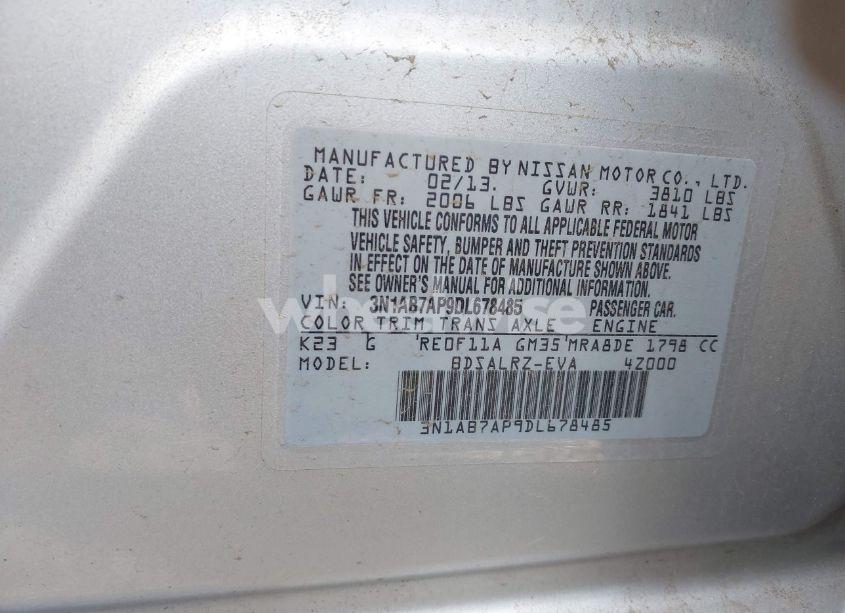 MANUFACTURED BY NISSAN MOTOR CO., LTD.
DATE: 02/13. GVWR: 3810 LBS
GAWR FR: 2006 LBS GAWR RR: 1841 LBS
THIS VEHICLE CONFORMS TO ALL APPLICABLE FEDERAL MOTOR
VEHICLE SAFETY, BUMPER AND THEFT PREVENTION STANDARDS
IN EFFECT ON THE DATE OF MANUFACTURE SHOWN ABOVE.
SEE OWNER'S MANUAL FOR ADDITIONAL INFORMATION.
VIN: 3N1AB7AP9DL678485 PASSENGER CAR.
COLOR TRIM TRANS AXLE ENGINE
K23 G RE0F11A GM35 MRA8DE 1798 CC
MODEL: BDSALRZ-EVA 4Z000
3N1AB7AP9DL678485